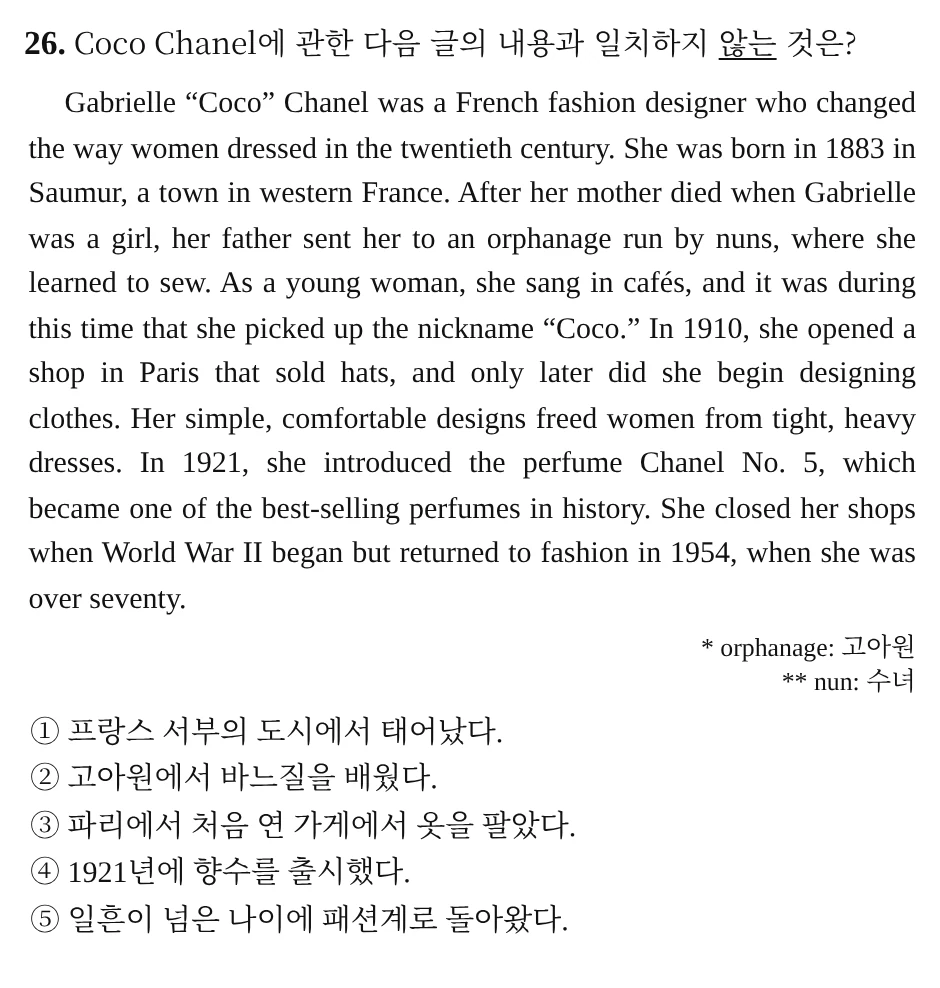 26. Coco Chanel에 관한 다음 글의 내용과 일치하지 않는 것은?
Gabrielle “Coco” Chanel was a French fashion designer who changed
the way women dressed in the twentieth century. She was born in 1883 in
Saumur, a town in western France. After her mother died when Gabrielle
was a girl, her father sent her to an orphanage run by nuns, where she
learned to sew. As a young woman, she sang in cafés, and it was during
this time that she picked up the nickname “Coco.” In 1910, she opened a
shop in Paris that sold hats, and only later did she begin designing
clothes. Her simple, comfortable designs freed women from tight, heavy
dresses. In 1921, she introduced the perfume Chanel No. 5, which
became one of the best-selling perfumes in history. She closed her shops
when World War II began but returned to fashion in 1954, when she was
over seventy.
* orphanage: 고아원
** nun: 수녀
① 프랑스 서부의 도시에서 태어났다.
② 고아원에서 바느질을 배웠다.
③ 파리에서 처음 연 가게에서 옷을 팔았다.
④ 1921년에 향수를 출시했다.
⑤ 일흔이 넘은 나이에 패션계로 돌아왔다.